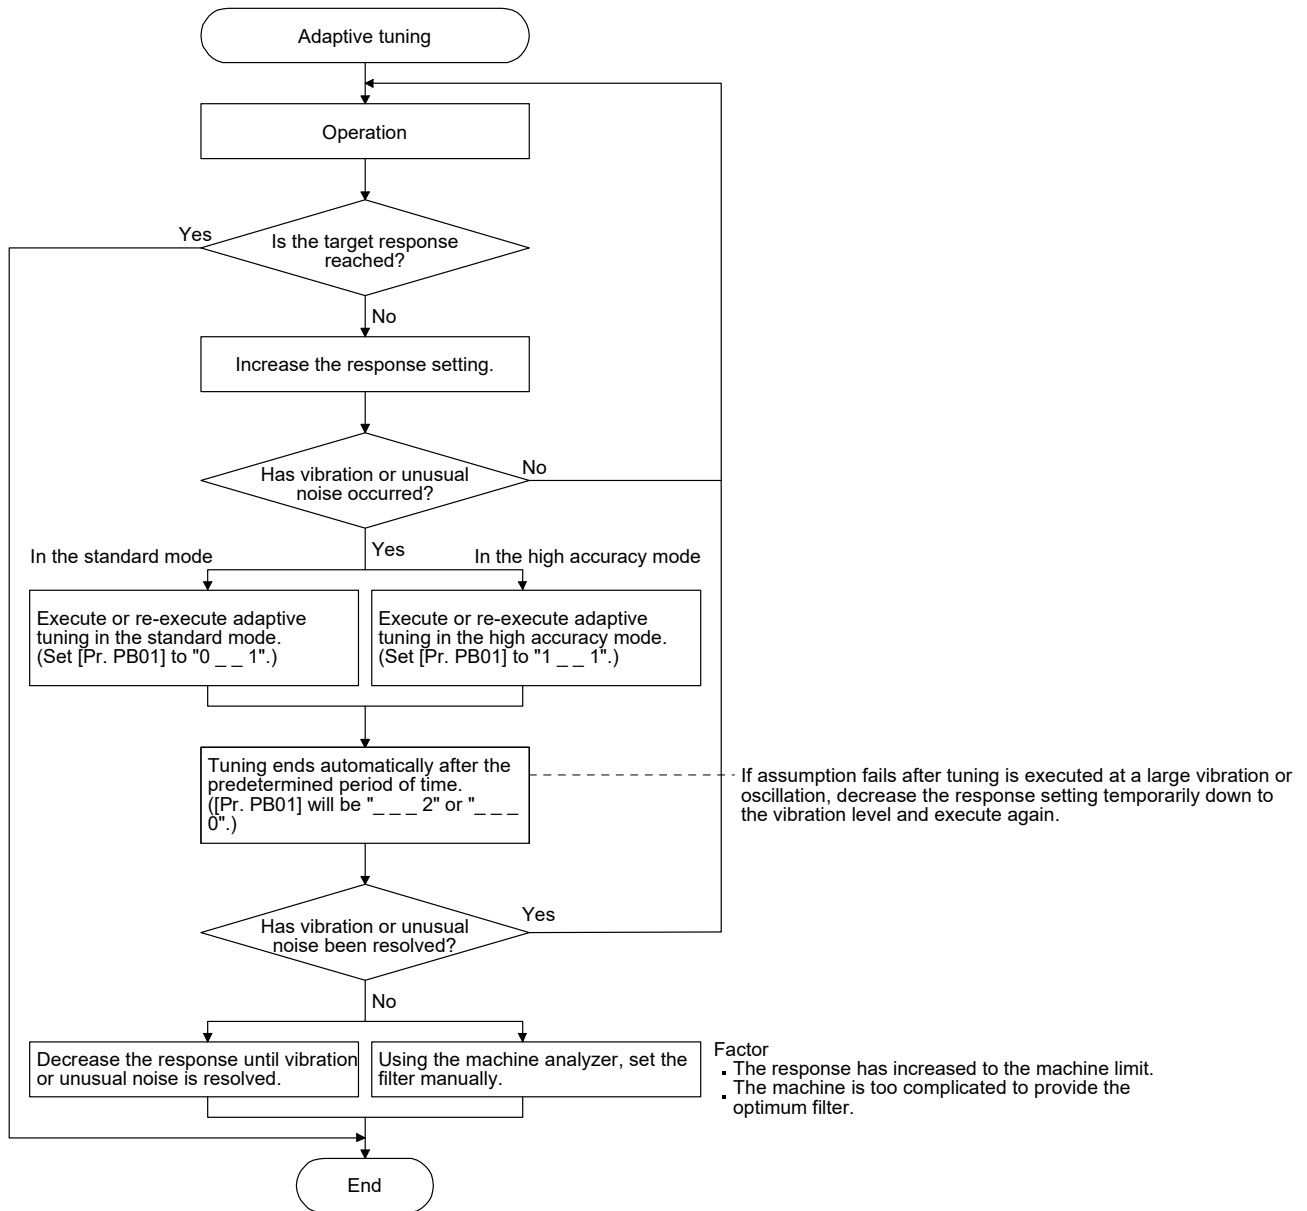 Adaptive tuning
Operation
Yes
Is the target response
reached?
No
Increase the response setting.
Has vibration or unusual
noise occurred?
No
Yes
In the standard mode
In the high accuracy mode
Execute or re-execute adaptive
tuning in the standard mode.
(Set [Pr. PB01] to "0 _ _ 1".)
Execute or re-execute adaptive
tuning in the high accuracy mode.
(Set [Pr. PB01] to "1 _ _ 1".)
Tuning ends automatically after the
predetermined period of time.
([Pr. PB01] will be "_ _ _ 2" or "_ _ _
0".)
If assumption fails after tuning is executed at a large vibration or
oscillation, decrease the response setting temporarily down to
the vibration level and execute again.
Has vibration or unusual
noise been resolved?
Yes
No
Decrease the response until vibration
or unusual noise is resolved.
Using the machine analyzer, set the
filter manually.
Factor
. The response has increased to the machine limit.
. The machine is too complicated to provide the
optimum filter.
End